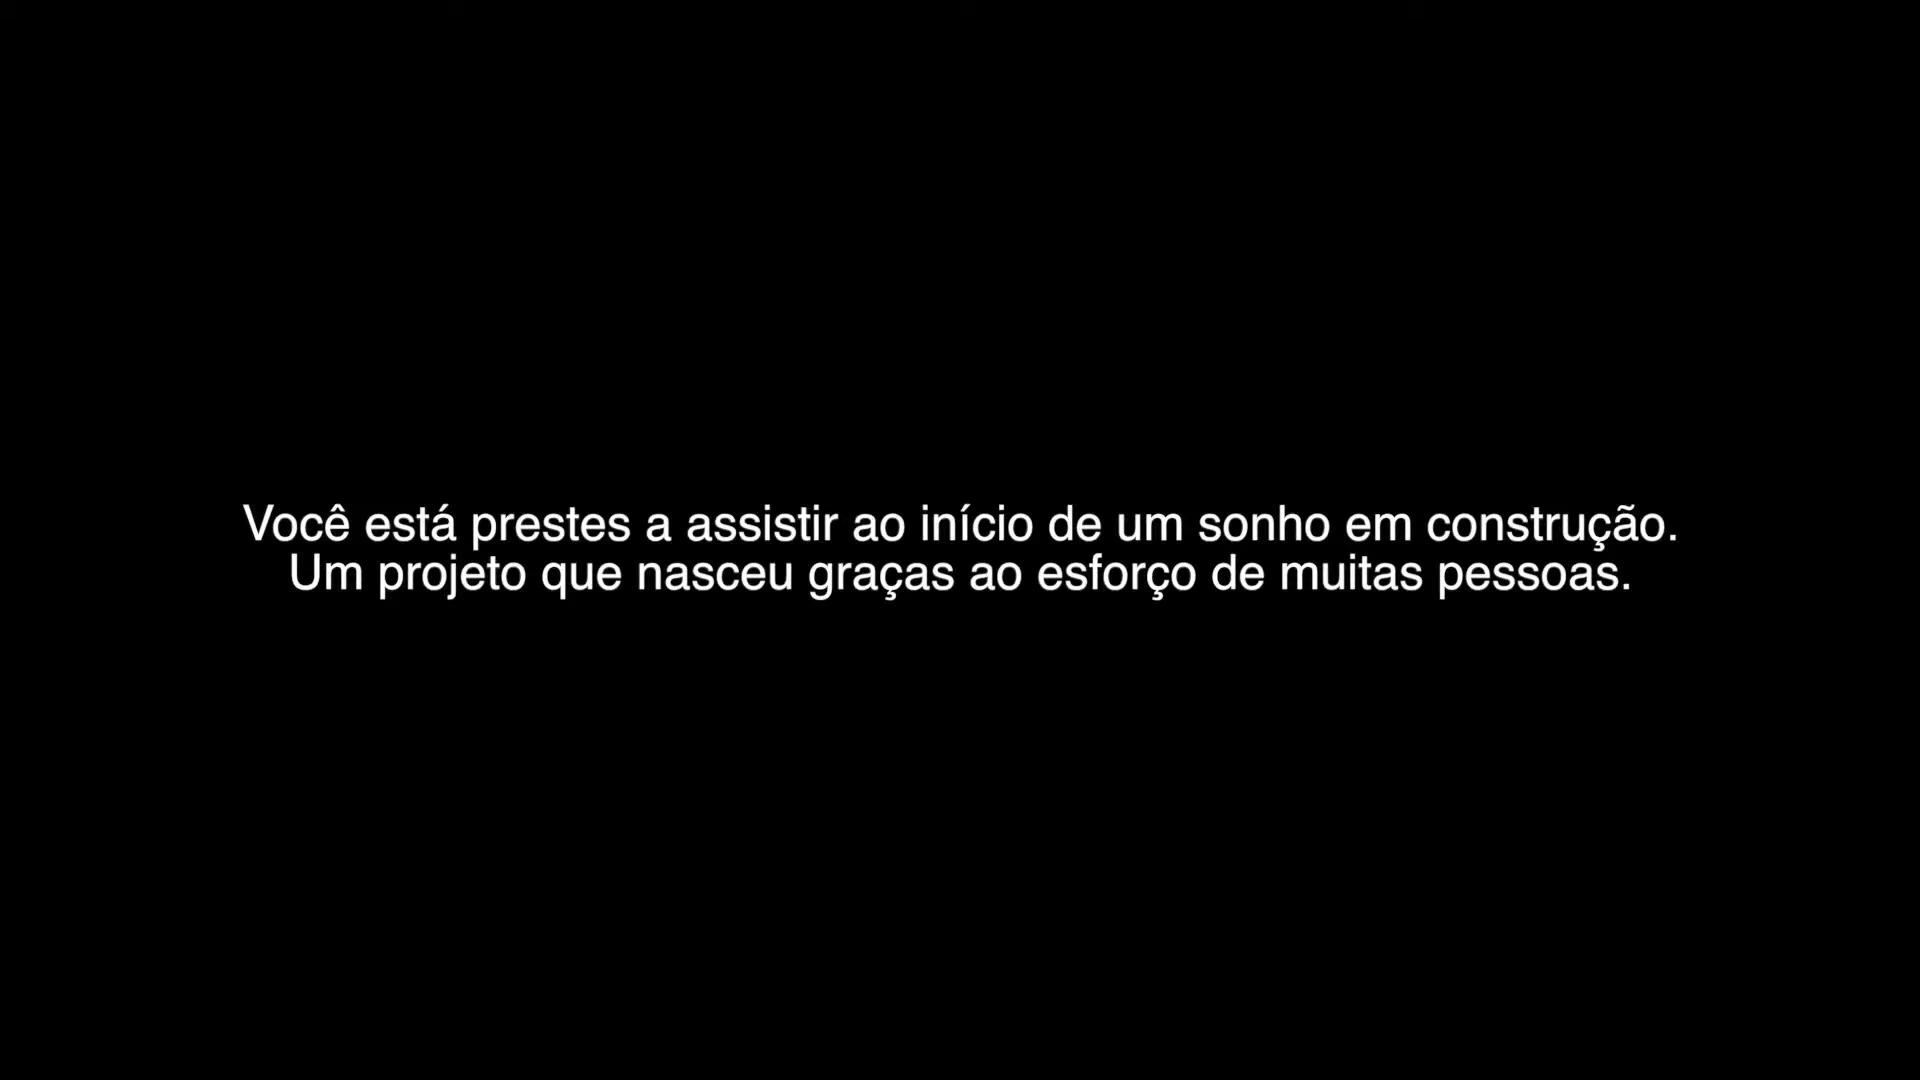 Você está prestes a assistir ao início de um sonho em construção.
Um projeto que nasceu graças ao esforço de muitas pessoas.